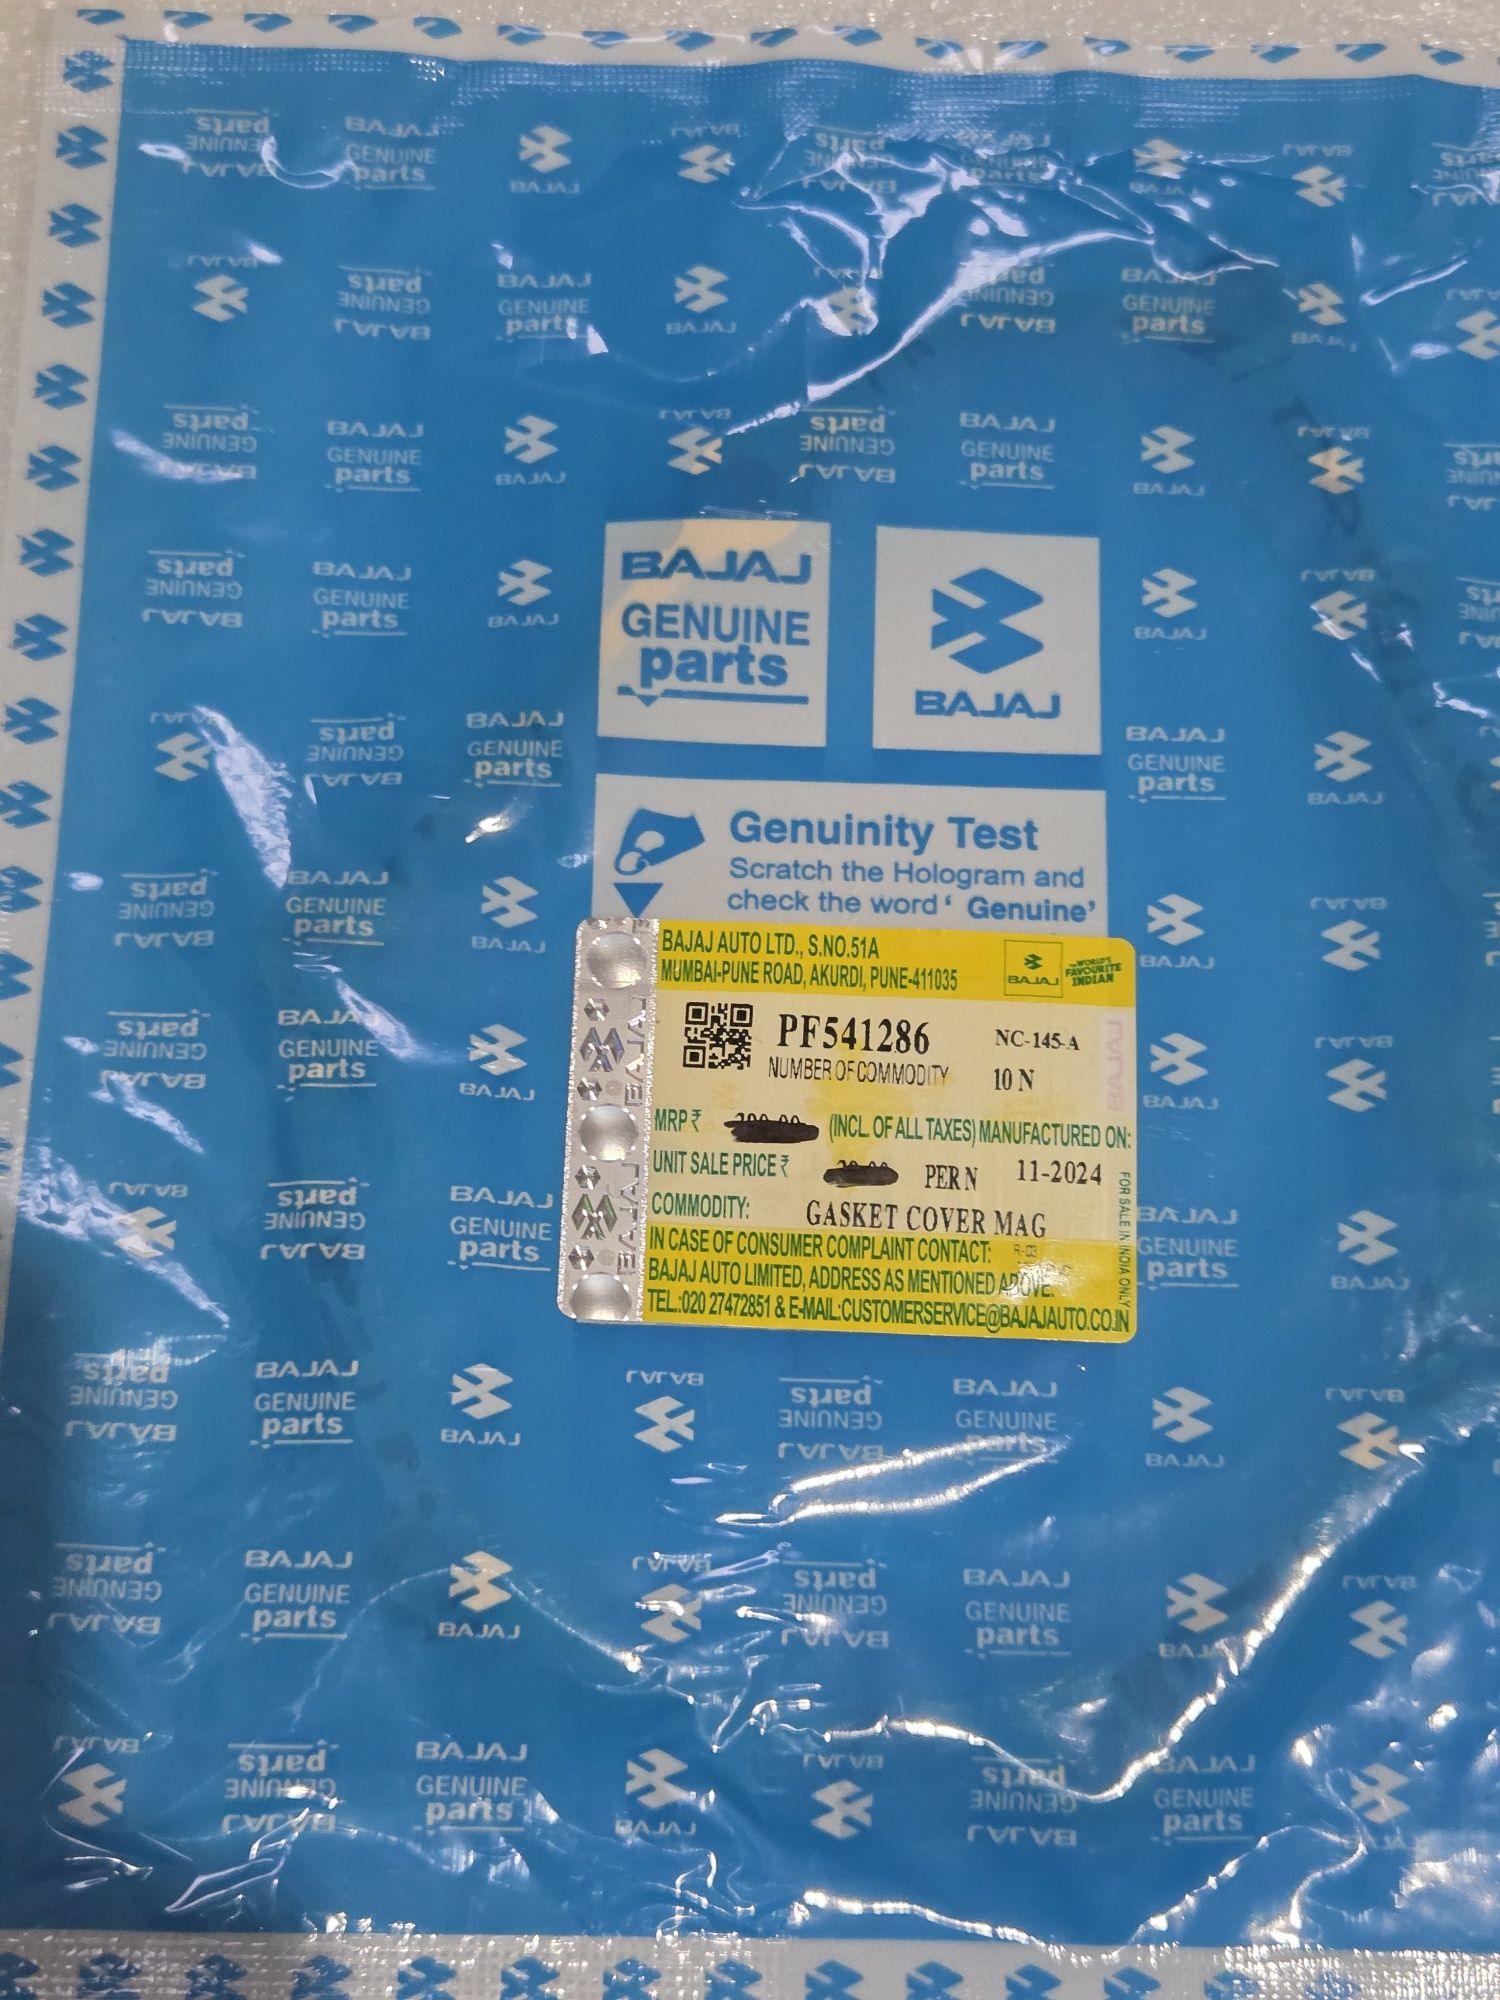 BAJAJ
GENUINE
parts
BAJAJ
Genuinity Test
Scratch the Hologram and
check the word ‘ Genuine’
BAJAJ AUTO LTD., S.NO.51A
MUMBAI-PUNE ROAD, AKURDI, PUNE-411035
BAJAJ
THE WORLD'S
FAVOURITE
INDIAN
PF541286 NC-145-A
NUMBER OF COMMODITY 10 N
MRP ₹ (INCL. OF ALL TAXES) MANUFACTURED ON:
UNIT SALE PRICE ₹ PER N 11-2024
COMMODITY: GASKET COVER MAG
IN CASE OF CONSUMER COMPLAINT CONTACT:
BAJAJ AUTO LIMITED, ADDRESS AS MENTIONED ABOVE.
TEL.:020 27472851 & E-MAIL:CUSTOMERSERVICE@BAJAJAUTO.CO.IN
FOR SALE IN INDIA ONLY
BAJAJ
BAJAJ
BAJAJ